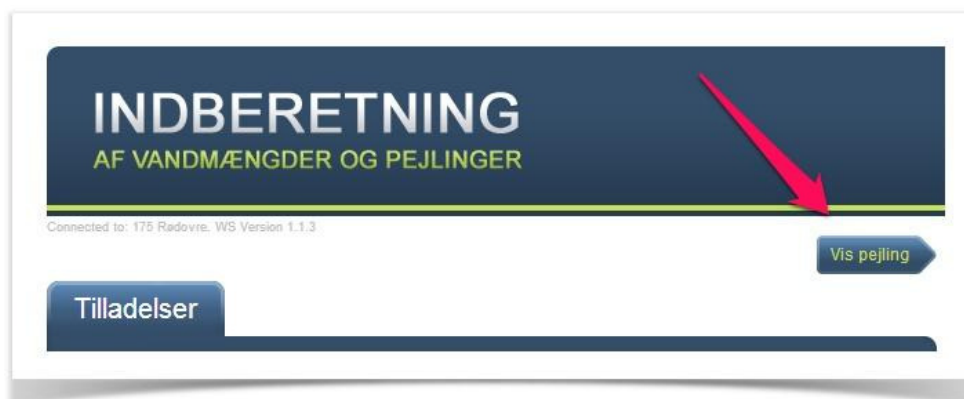 INDBERETNING
AF VANDMÆNGDER OG PEJLINGER
Connected to: 175 Rødovre. WS Version 1.1.3
Vis pejling
Tilladelser